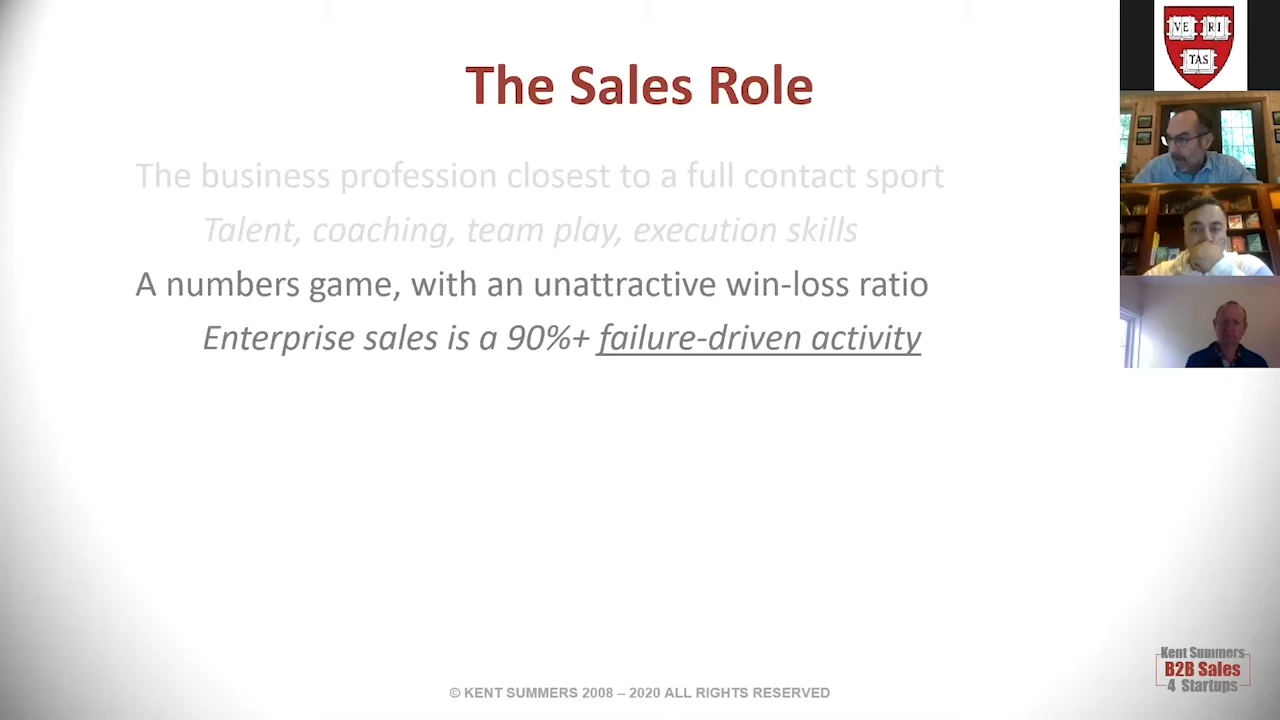 The Sales Role
The business profession closest to a full contact sport
Talent, coaching, team play, execution skills
A numbers game, with an unattractive win-loss ratio
Enterprise sales is a 90%+ failure-driven activity
VE RI
TAS
© KENT SUMMERS 2008 – 2020 ALL RIGHTS RESERVED
Kent Summers
B2B Sales
4 Startups